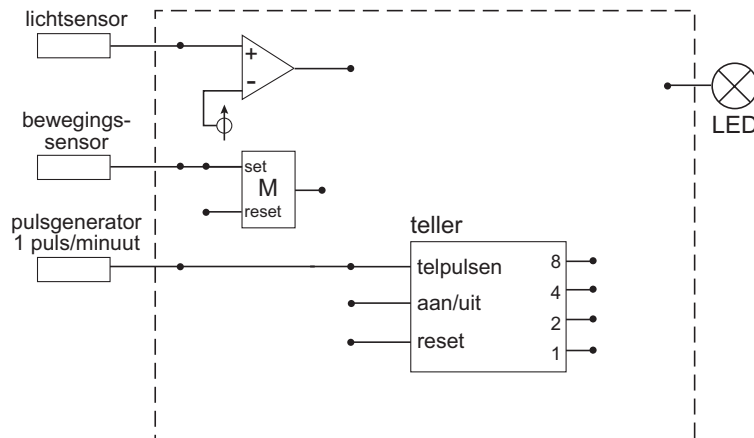 lichtsensor
+
-
LED
bewegings-
sensor
set
M
reset
pulsgenerator
1 puls/minuut
teller
telpulsen
8
aan/uit
4
2
reset
1